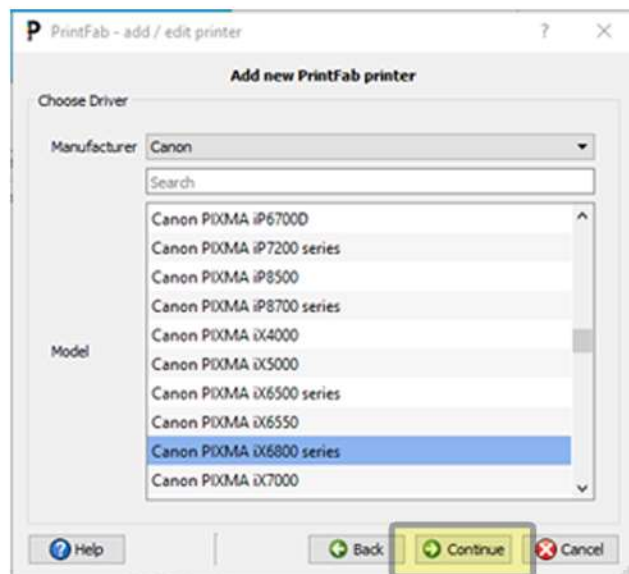 PrintFab - add / edit printer
Add new PrintFab printer
Choose Driver
Manufacturer Canon
Search
Canon PIXMA iP6700D
Canon PIXMA iP7200 series
Canon PIXMA iP8500
Canon PIXMA iP8700 series
Canon PIXMA iX4000
Model
Canon PIXMA iX5000
Canon PIXMA iX6500 series
Canon PIXMA iX6550
Canon PIXMA iX6800 series
Canon PIXMA iX7000
Help Back Continue Cancel